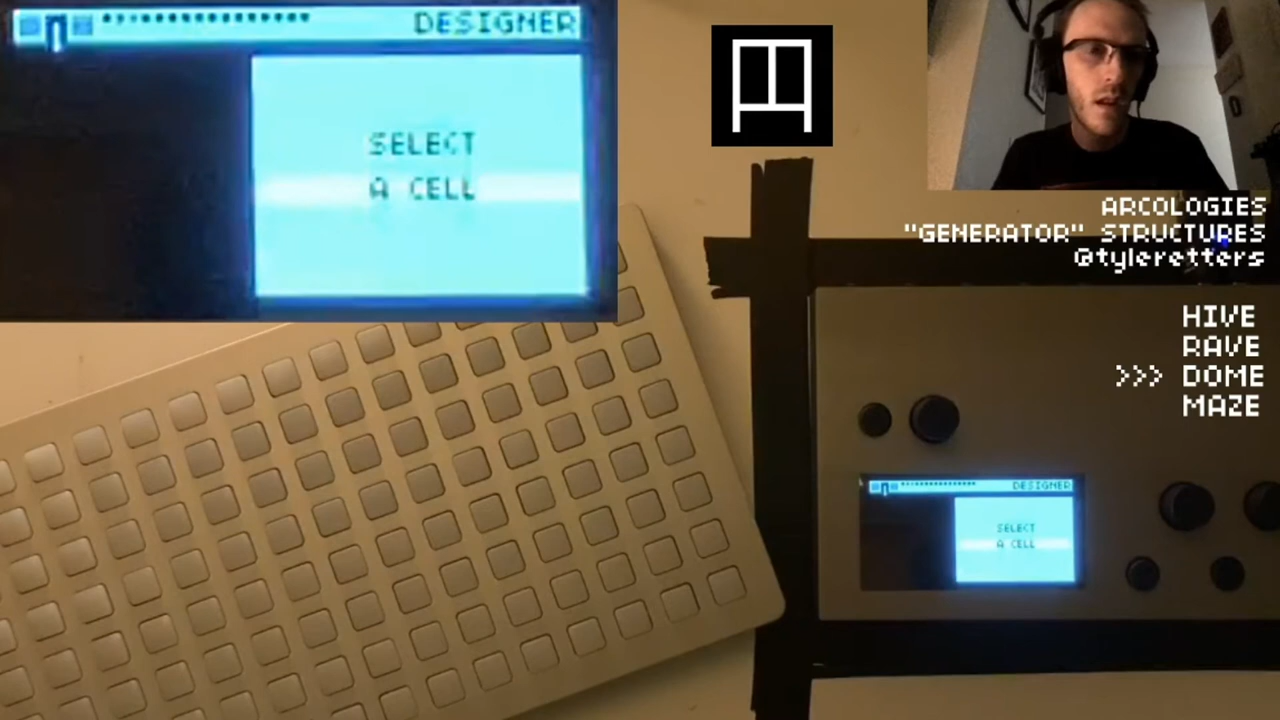 DESIGNER
SELECT
A CELL
ARCOLOGIES
"GENERATOR" STRUCTURES
@tyleretters
HIVE
RAVE
>>> DOME
MAZE
DESIGNER
SELECT
A CELL